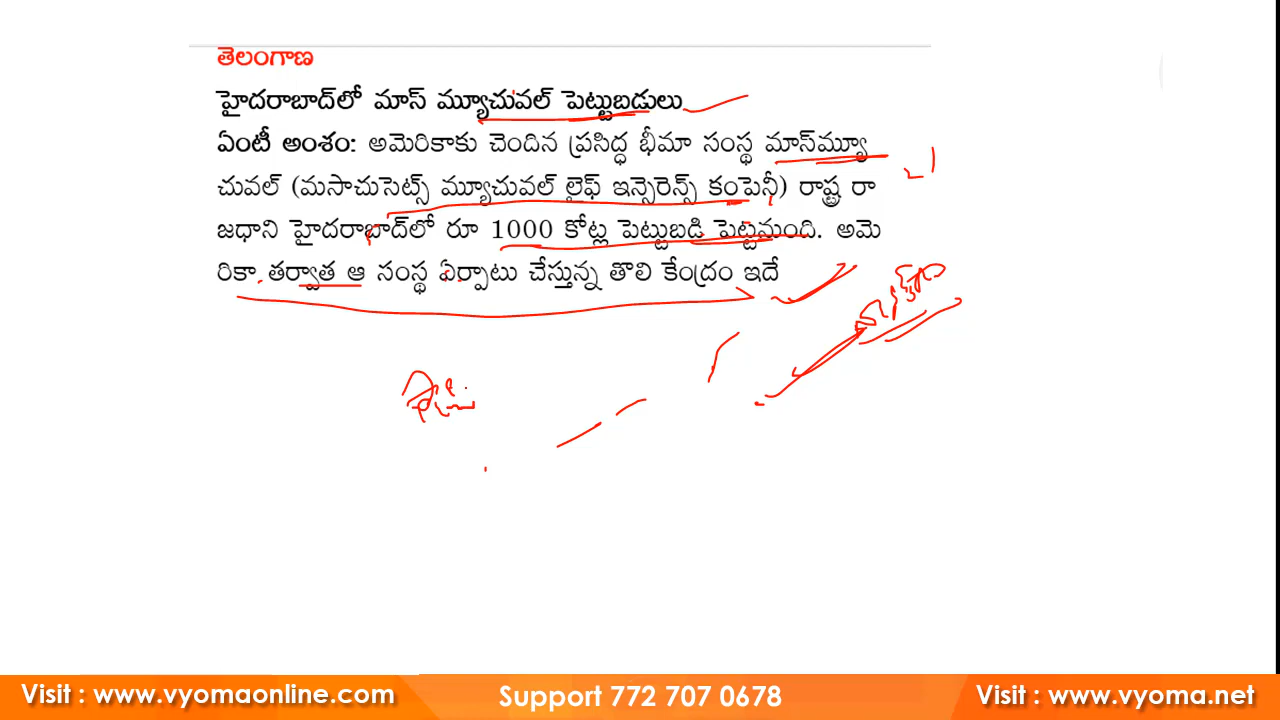 తెలంగాణ
హైదరాబాద్‌లో మాస్ మ్యూచువల్ పెట్టుబడులు
ఏంటీ అంశం: అమెరికాకు చెందిన ప్రసిద్ధ భీమా సంస్థ మాస్‌మ్యూ
చువల్ (మసాచుసెట్స్ మ్యూచువల్ లైఫ్ ఇన్సెరెన్స్ కంపెనీ) రాష్ట్ర రా
జధాని హైదరాబాద్‌లో రూ 1000 కోట్ల పెట్టుబడి పెట్టనుంది. అమె
రికా తర్వాత ఆ సంస్థ ఏర్పాటు చేస్తున్న తొలి కేంద్రం ఇదే
Visit : www.vyomaonline.com Support 772 707 0678 Visit : www.vyoma.net